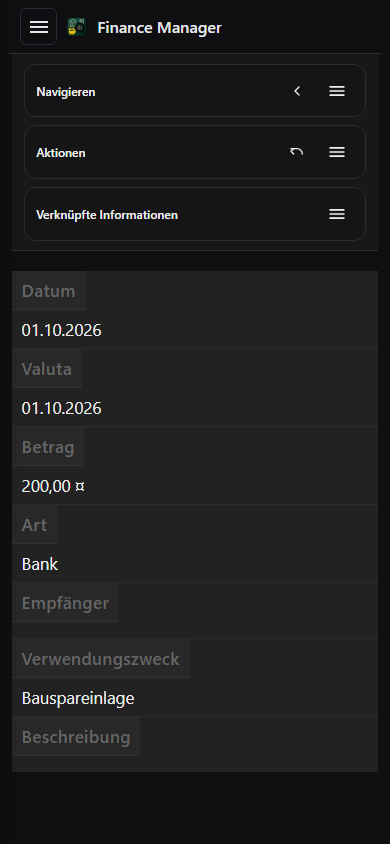 Finance Manager
Navigieren
Aktionen
Verknüpfte Informationen
Datum
01.10.2026
Valuta
01.10.2026
Betrag
200,00 ¤
Art
Bank
Empfänger
Verwendungszweck
Bauspareinlage
Beschreibung